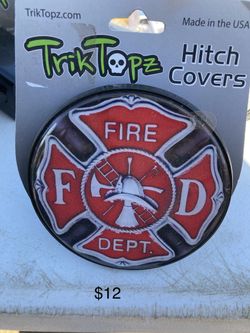 TrikTopz.com
Made in the USA
TrikTopz
Hitch
Covers
FIRE
F D
DEPT.
$12